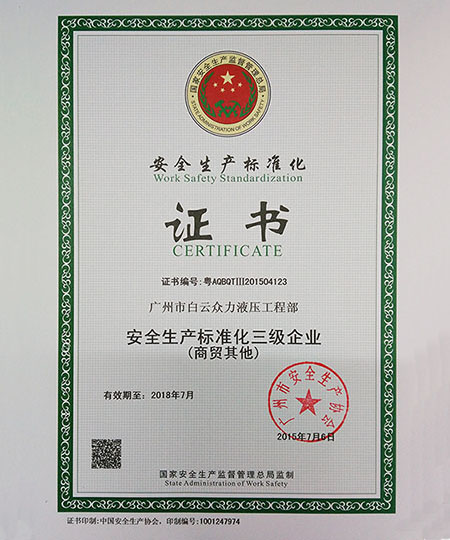 国家安全生产监督管理总局
STATE ADMINISTRATION OF WORK SAFETY
安全生产标准化
Work Safety Standardization
证书
CERTIFICATE
证书编号:粤AQBQTIII201504123
广州市白云众力液压工程部
安全生产标准化三级企业
(商贸其他)
有效期至: 2018年7月
广州市安全生产协会
2015年7月6日
国家安全生产监督管理总局监制
State Administration of Work Safety
证书印制:中国安全生产协会, 印制编号:1001247974